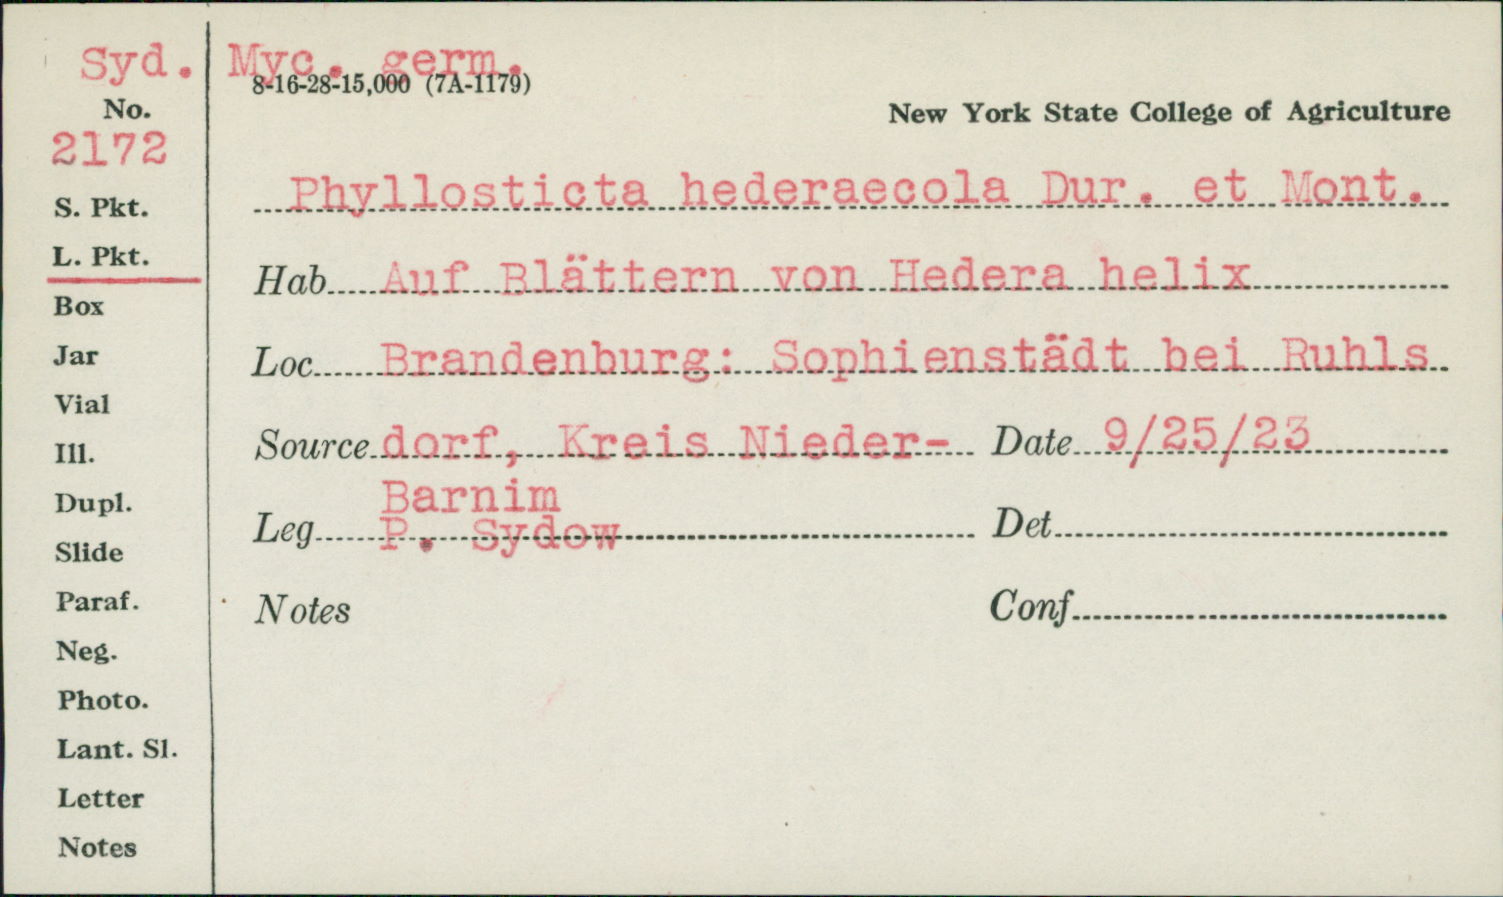 Syd. Myc. germ.
8-16-28-15,000 (7A-1179)
No.
New York State College of Agriculture
2172
Phyllosticta hederaecola Dur. et Mont.
S. Pkt.
L. Pkt.
Hab Auf Blättern von Hedera helix
Box
Jar
Loc Brandenburg: Sophienstädt bei Ruhls
Vial
Ill.
Source dorf, Kreis Nieder- Date 9/25/23
Dupl.
Barnim
Leg P. Sydow Det
Slide
Paraf.
Notes Conf
Neg.
Photo.
Lant. Sl.
Letter
Notes